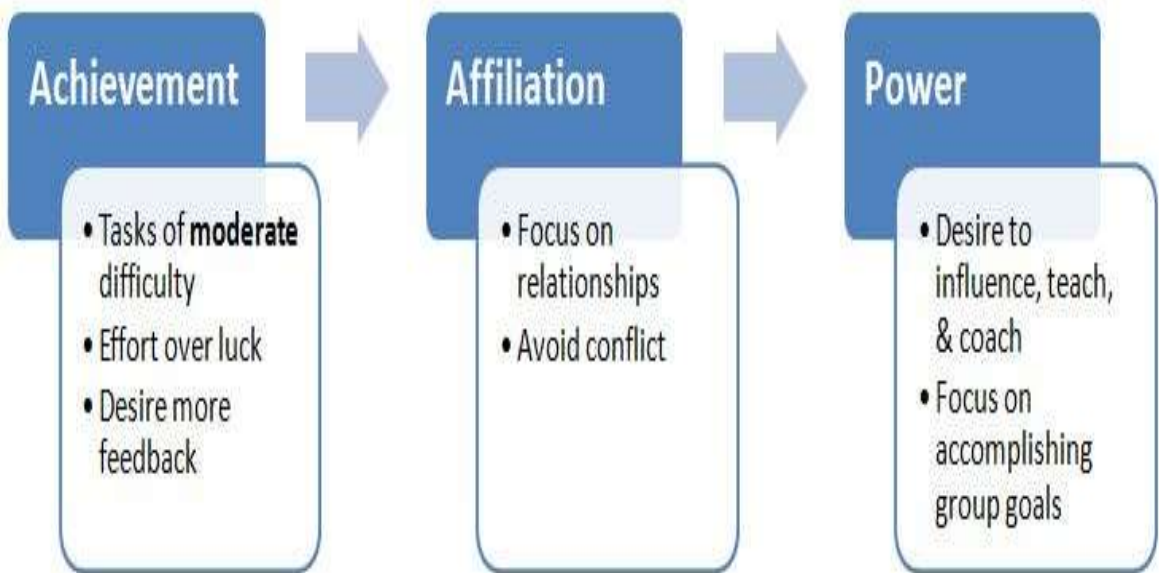 Achievement
• Tasks of moderate
difficulty
• Effort over luck
• Desire more
feedback
Affiliation
• Focus on
relationships
• Avoid conflict
Power
• Desire to
influence, teach,
& coach
• Focus on
accomplishing
group goals